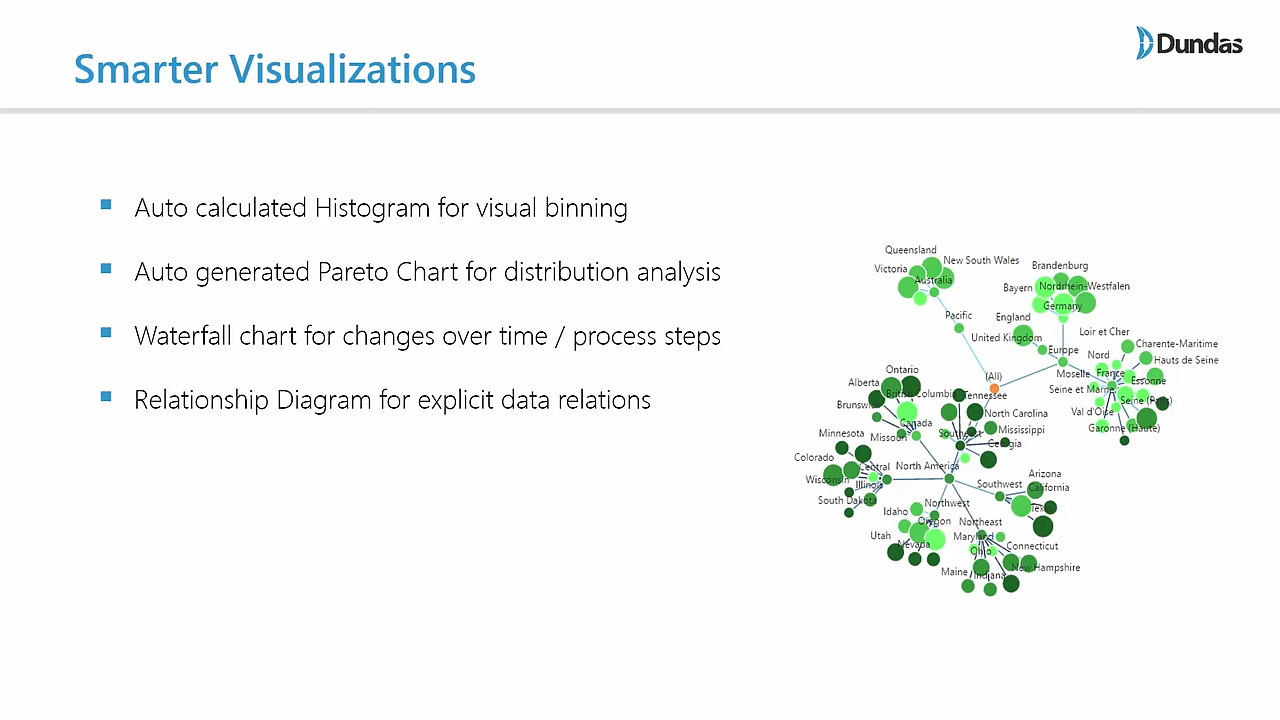 Smarter Visualizations
Dundas
Auto calculated Histogram for visual binning
Auto generated Pareto Chart for distribution analysis
Waterfall chart for changes over time / process steps
Relationship Diagram for explicit data relations
Queensland
New South Wales
Victoria
Australia
Brandenburg
Bayern
Nordrhein-Westfalen
Germany
Pacific
England
United Kingdom
Europe
Loir et Cher
Charente-Maritime
Nord
Hauts de Seine
Moselle
France
Essonne
Seine et Marne
Seine (Paris)
Val d'Oise
Garonne (Haute)
(All)
Ontario
Alberta
British Columbia
Tennessee
Brunswick
Canada
North Carolina
Missouri
Southeast
Mississippi
Georgia
Minnesota
Colorado
Central
North America
Wisconsin
Illinois
South Dakota
Southwest
Arizona
California
Idaho
Northwest
Oregon
Northeast
Utah
Nevada
Maryland
Ohio
Connecticut
Maine
Indiana
New Hampshire